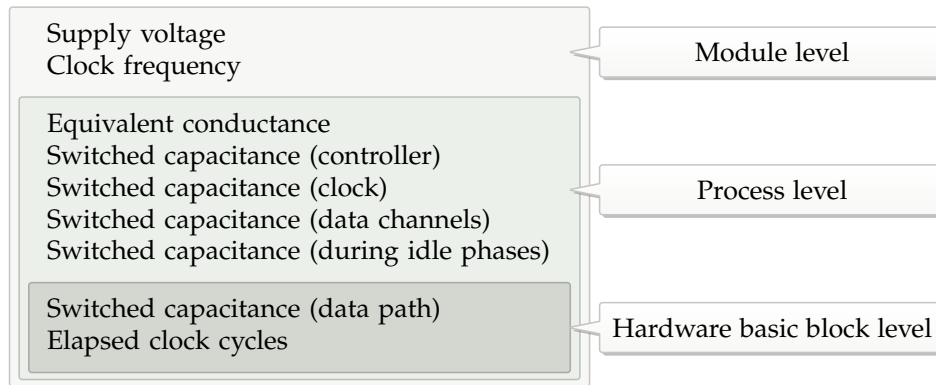 Supply voltage
Clock frequency
Module level
Equivalent conductance
Switched capacitance (controller)
Switched capacitance (clock)
Switched capacitance (data channels)
Switched capacitance (during idle phases)
Process level
Switched capacitance (data path)
Elapsed clock cycles
Hardware basic block level